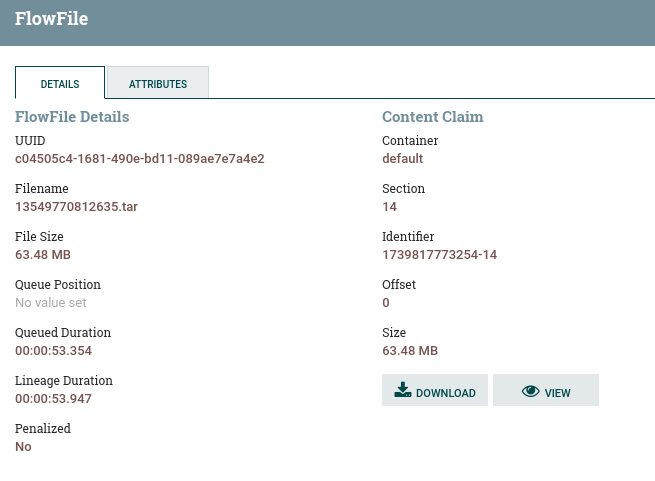 FlowFile
DETAILS
ATTRIBUTES
FlowFile Details
UUID
c04505c4-1681-490e-bd11-089ae7e7a4e2
Filename
13549770812635.tar
File Size
63.48 MB
Queue Position
No value set
Queued Duration
00:00:53.354
Lineage Duration
00:00:53.947
Penalized
No
Content Claim
Container
default
Section
14
Identifier
1739817773254-14
Offset
0
Size
63.48 MB
DOWNLOAD
VIEW